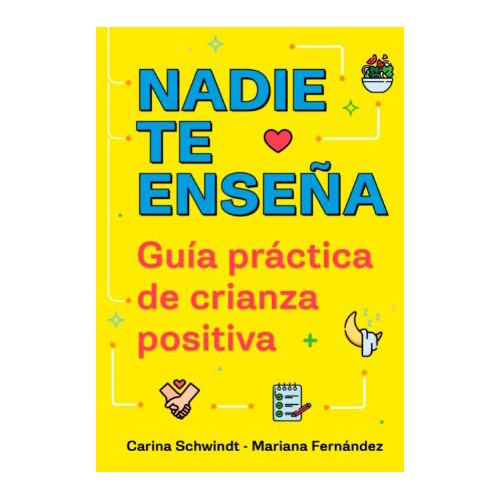 NADIE
TE
ENSEÑA
Guía práctica
de crianza
positiva
Carina Schwindt - Mariana Fernández